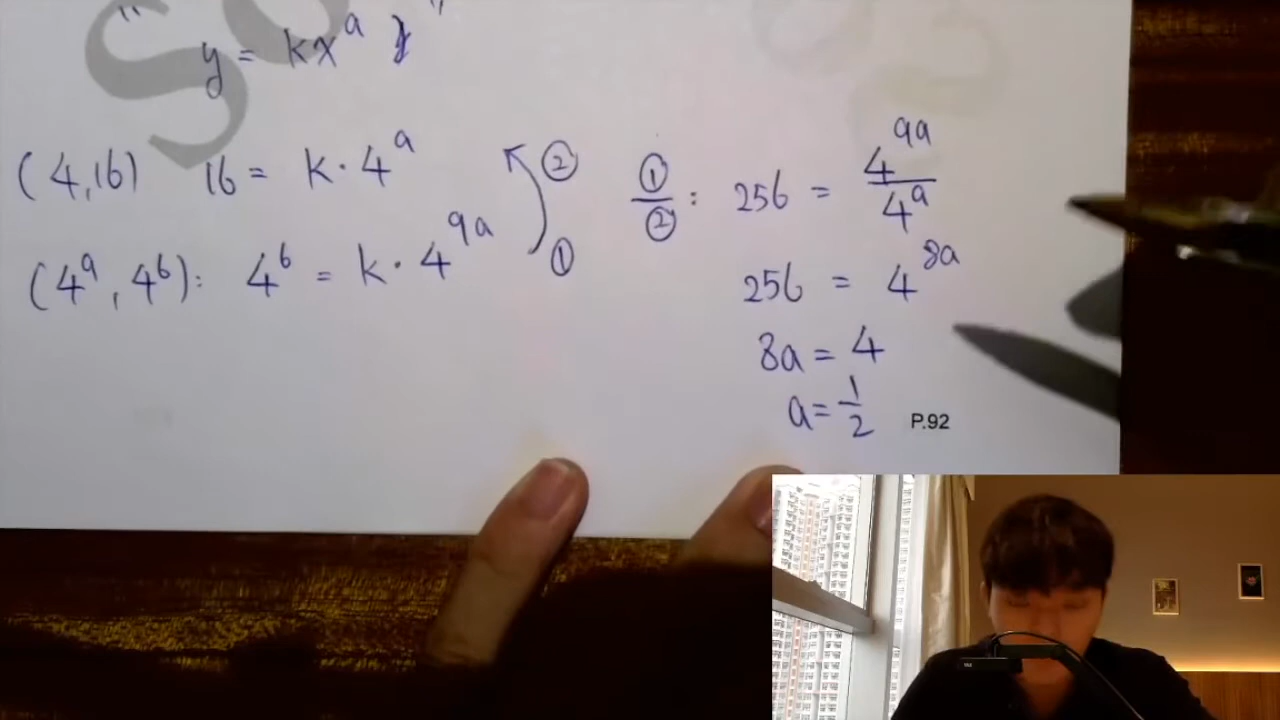 "y = kx^a"
(4,16) 16 = k · 4^a
(4^9, 4^6): 4^6 = k · 4^9a
② ①
①/②: 256 = 4^9a / 4^a
256 = 4^8a
8a = 4
a = 1/2
P.92